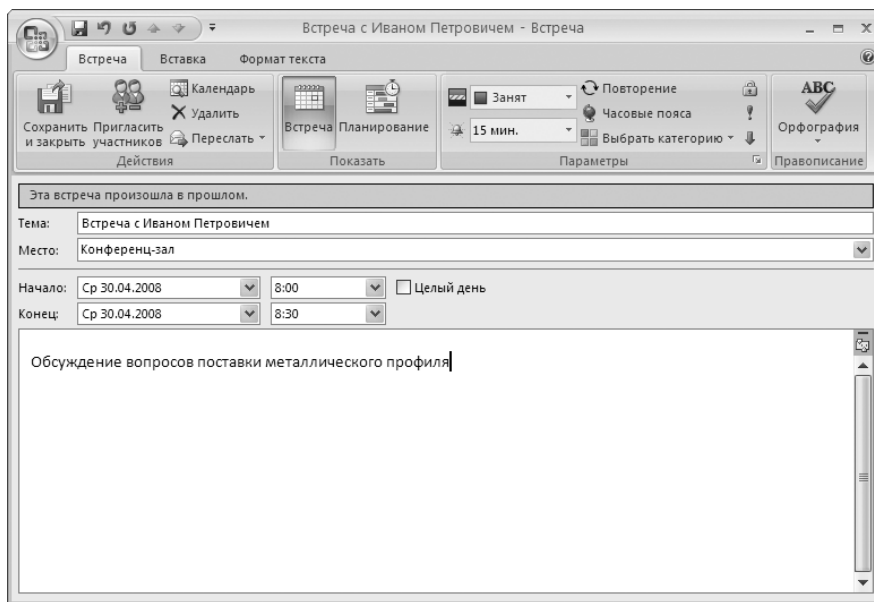 Встреча с Иваном Петровичем - Встреча
Встреча Вставка Формат текста
Сохранить и закрыть
Пригласить участников
Календарь
Удалить
Переслать
Действия
Встреча Планирование
Показать
Занят
15 мин.
Повторение
Часовые пояса
Выбрать категорию
Параметры
ABC
Орфография
Правописание
Эта встреча произошла в прошлом.
Тема: Встреча с Иваном Петровичем
Место: Конференц-зал
Начало: Ср 30.04.2008 8:00 Целый день
Конец: Ср 30.04.2008 8:30
Обсуждение вопросов поставки металлического профиля